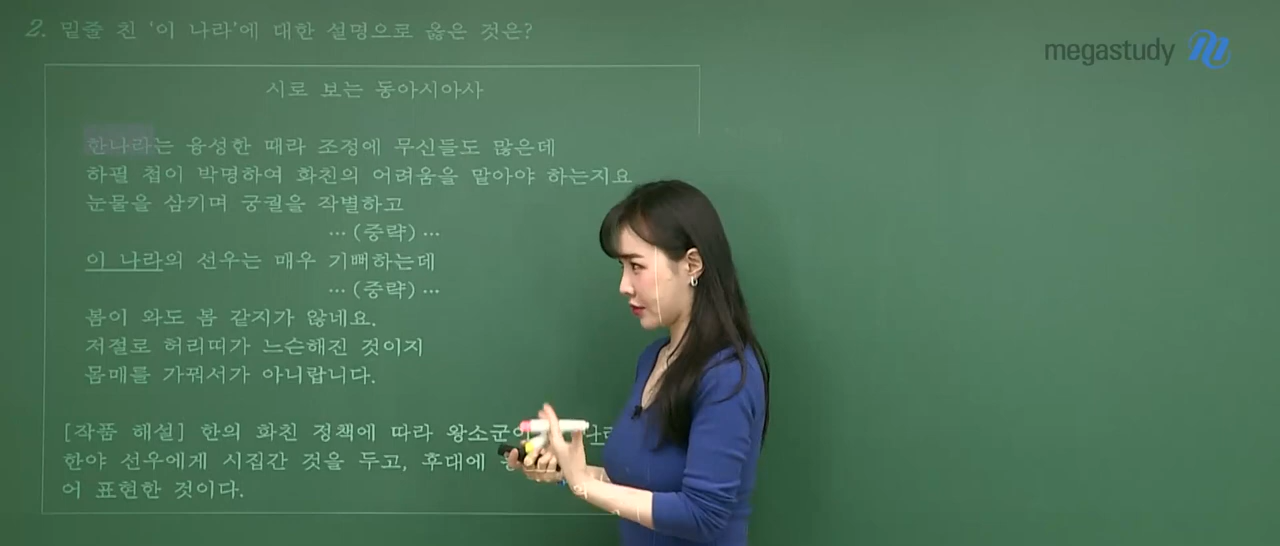 2. 밑줄 친 '이 나라'에 대한 설명으로 옳은 것은?
megastudy
시로 보는 동아시아사
한나라는 융성한 때라 조정에 무신들도 많은데
하필 첩이 박명하여 화친의 어려움을 맡아야 하는지요
눈물을 삼키며 궁궐을 작별하고
… (중략) …
이 나라의 선우는 매우 기뻐하는데
… (중략) …
봄이 와도 봄 같지가 않네요.
저절로 허리띠가 느슨해진 것이지
몸매를 가꿔서가 아니랍니다.
[작품 해설] 한의 화친 정책에 따라 왕소군이
한야 선우에게 시집간 것을 두고, 후대에
어 표현한 것이다.